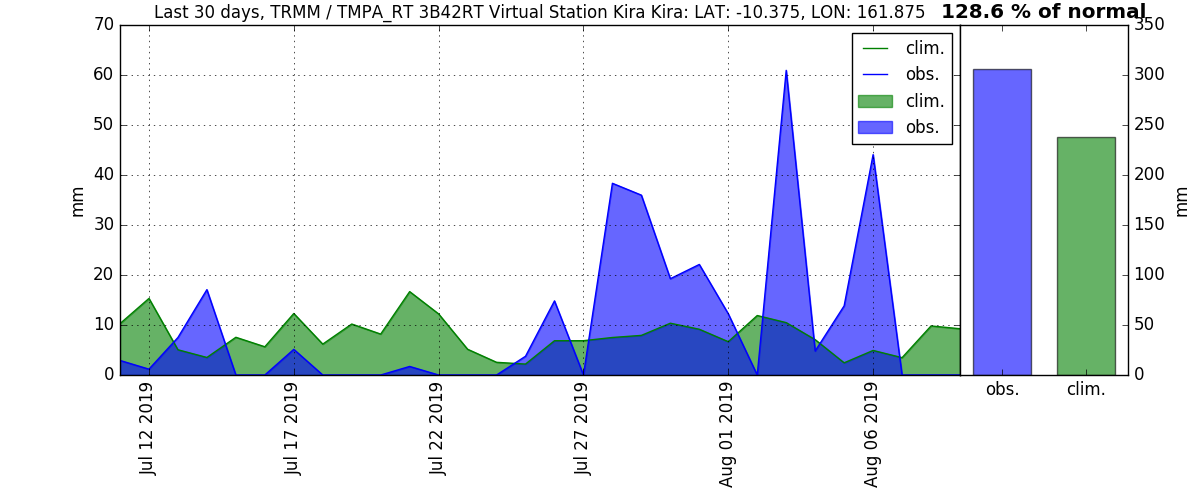 Last 30 days, TRMM / TMPA_RT 3B42RT Virtual Station Kira Kira: LAT: -10.375, LON: 161.875
128.6 % of normal
70
60
50
40
30
20
10
0
mm
clim.
obs.
clim.
obs.
Jul 12 2019
Jul 17 2019
Jul 22 2019
Jul 27 2019
Aug 01 2019
Aug 06 2019
350
300
250
200
150
100
50
0
mm
obs.
clim.